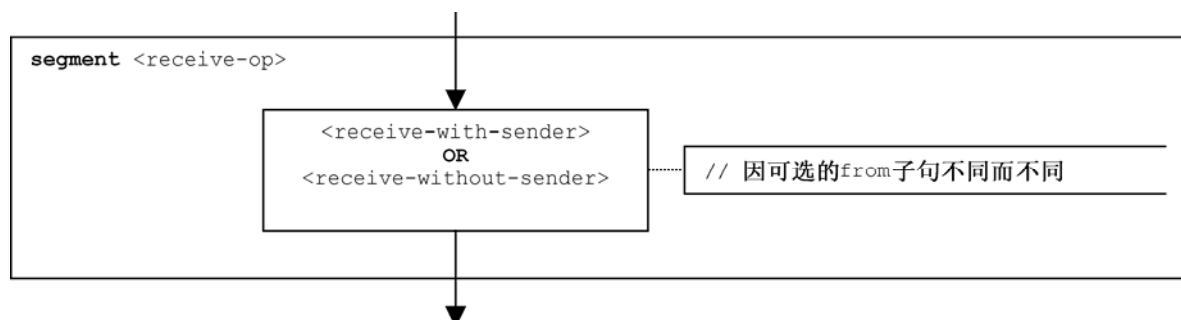 segment <receive-op>
<receive-with-sender>
OR
<receive-without-sender>
// 因可选的from子句不同而不同